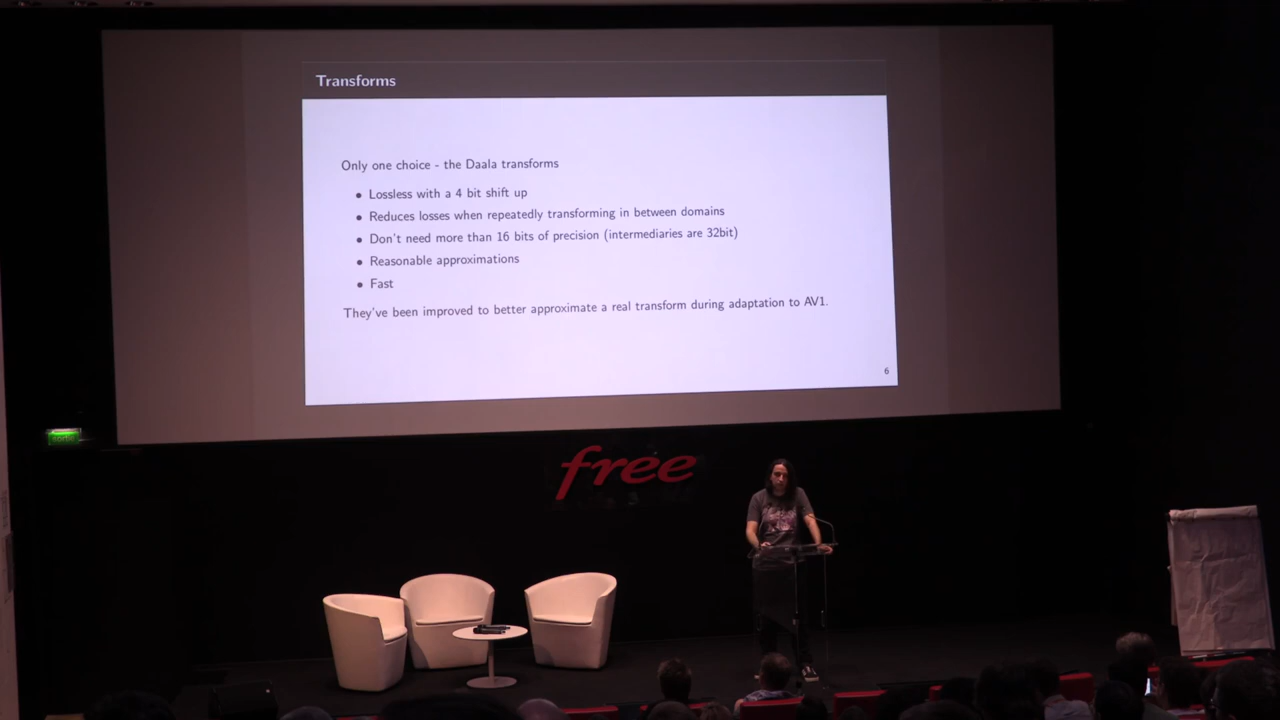 Transforms
Only one choice - the Daala transforms
• Lossless with a 4 bit shift up
• Reduces losses when repeatedly transforming in between domains
• Don't need more than 16 bits of precision (intermediaries are 32bit)
• Reasonable approximations
• Fast
They've been improved to better approximate a real transform during adaptation to AV1.
6
sortie
free